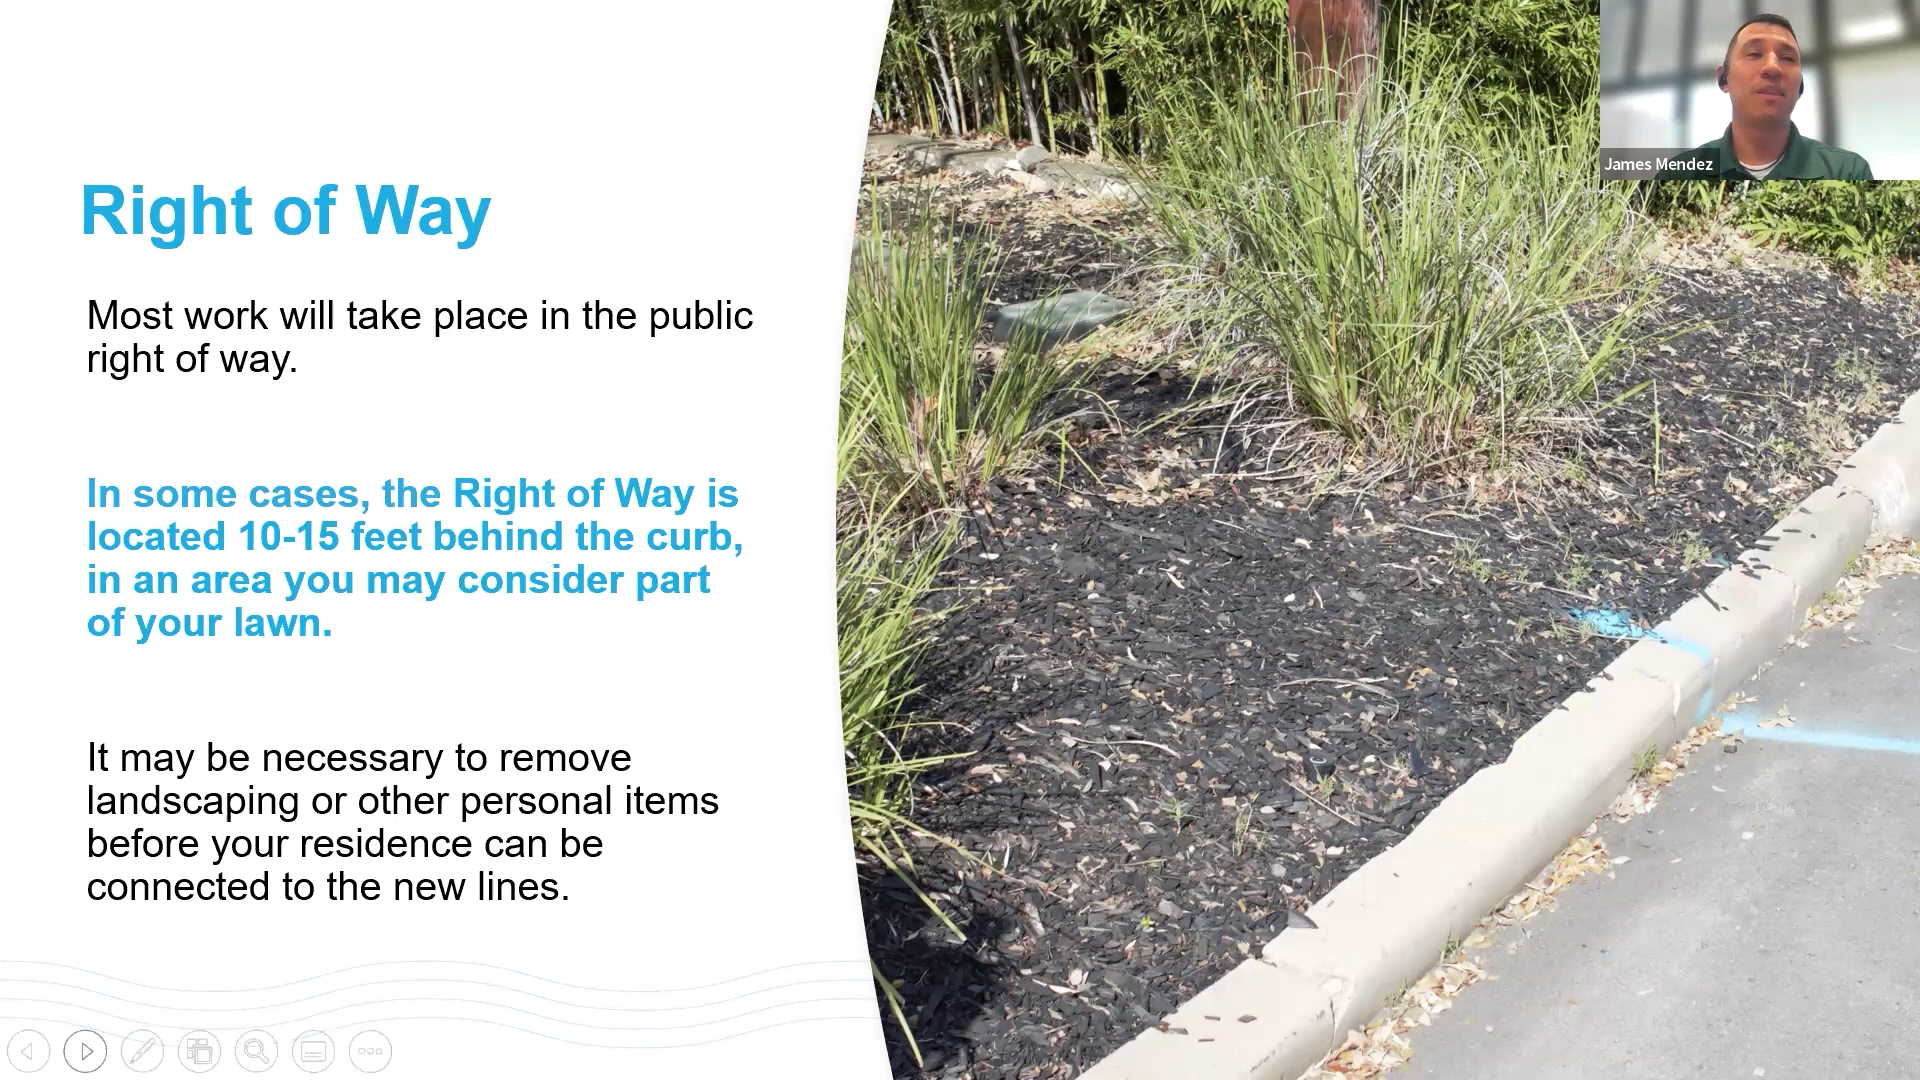 James Mendez
Right of Way
Most work will take place in the public
right of way.
In some cases, the Right of Way is
located 10-15 feet behind the curb,
in an area you may consider part
of your lawn.
It may be necessary to remove
landscaping or other personal items
before your residence can be
connected to the new lines.